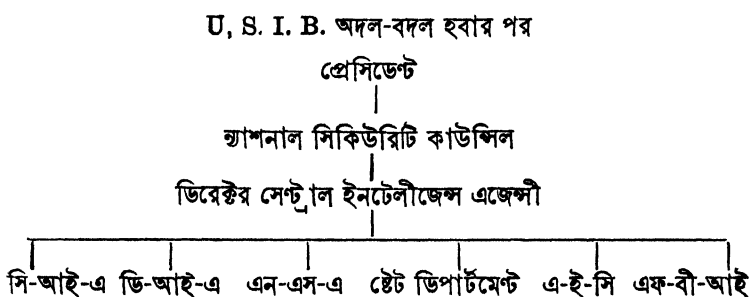 U, S. I. B. অদল-বদল হবার পর
প্রেসিডেন্ট
ন্যাশনাল সিকিউরিটি কাউন্সিল
ডিরেক্টর সেন্ট্রাল ইনটেলীজেন্স এজেন্সী
সি-আই-এ ডি-আই-এ এন-এস-এ ষ্টেট ডিপার্টমেন্ট এ-ই-সি এফ-বী-আই